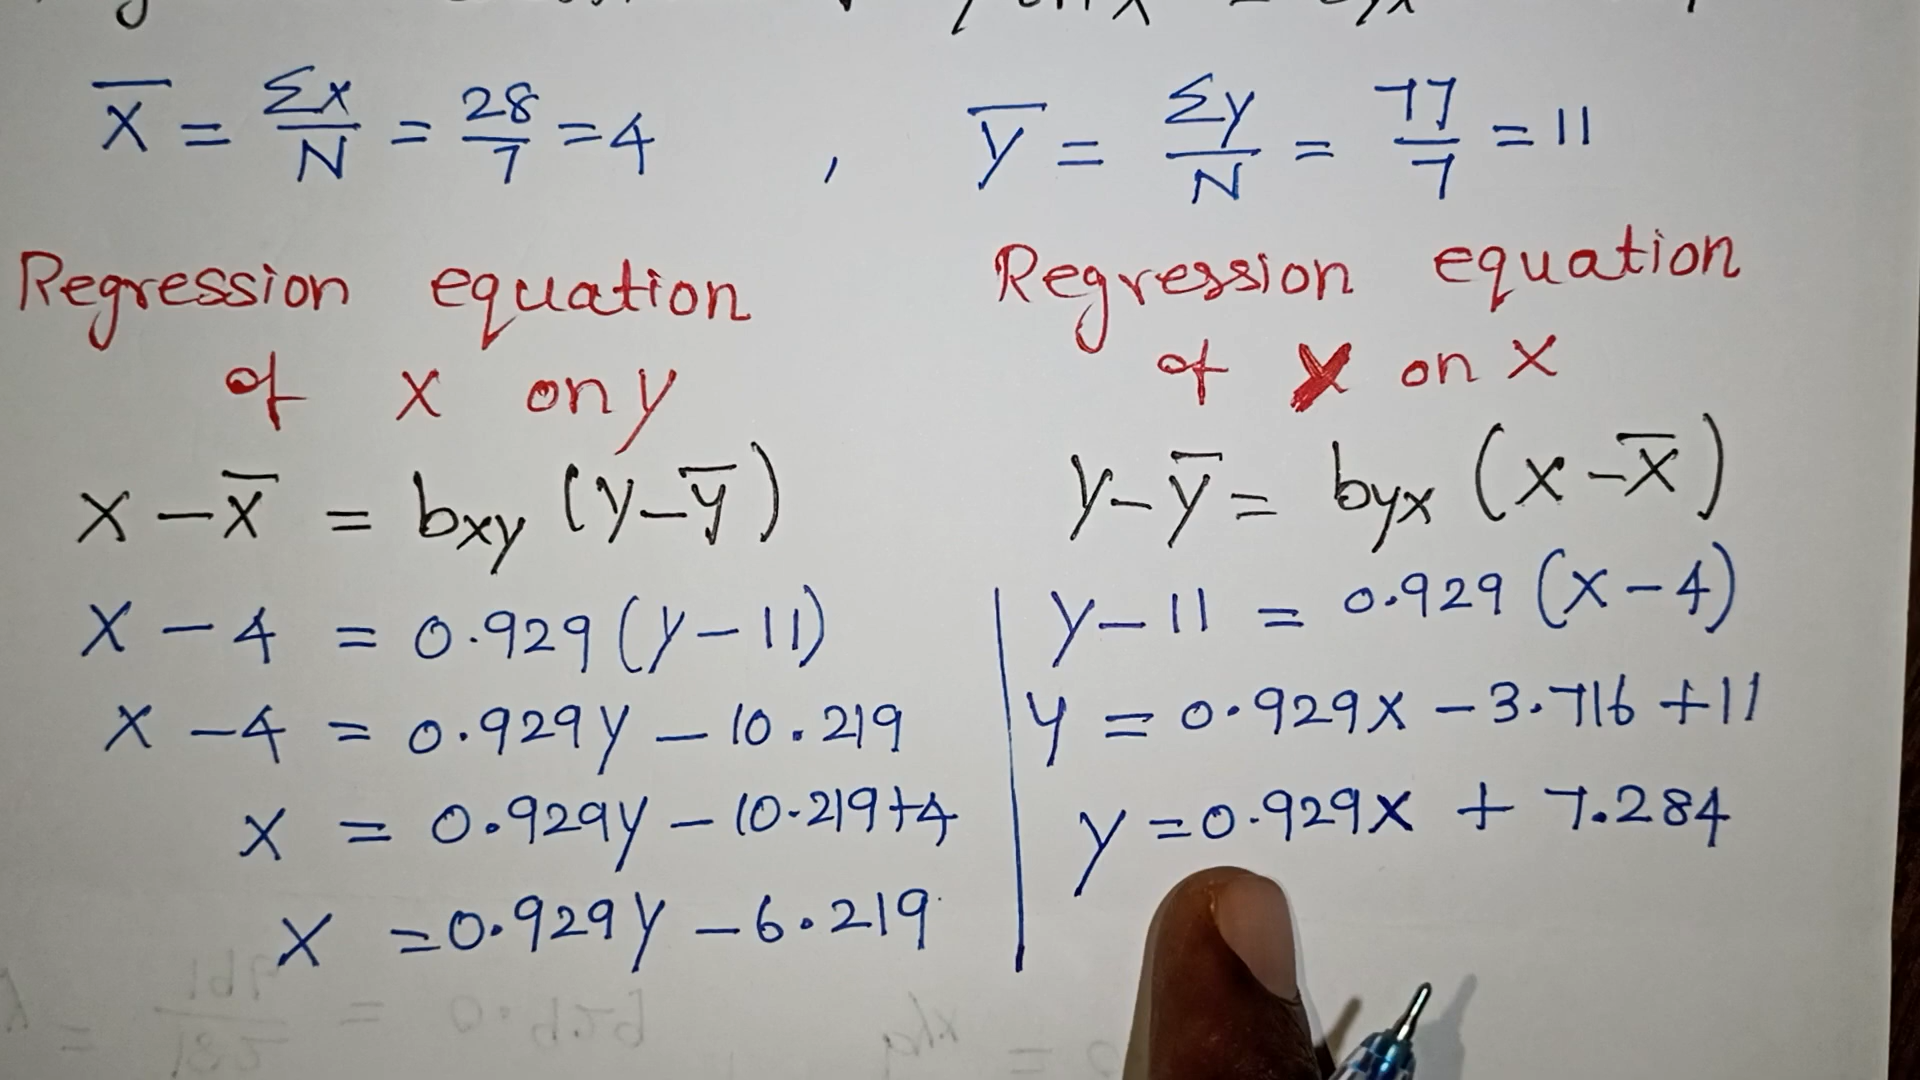 X̄ = Σx/N = 28/7 = 4 , ȳ = Σy/N = 77/7 = 11
Regression equation
of x on y
Regression equation
of y on x
x - x̄ = bxy (y - ȳ)
x - 4 = 0.929 (y - 11)
x - 4 = 0.929y - 10.219
x = 0.929y - 10.219 + 4
x = 0.929y - 6.219
y - ȳ = byx (x - x̄)
y - 11 = 0.929 (x - 4)
y = 0.929x - 3.716 + 11
y = 0.929x + 7.284